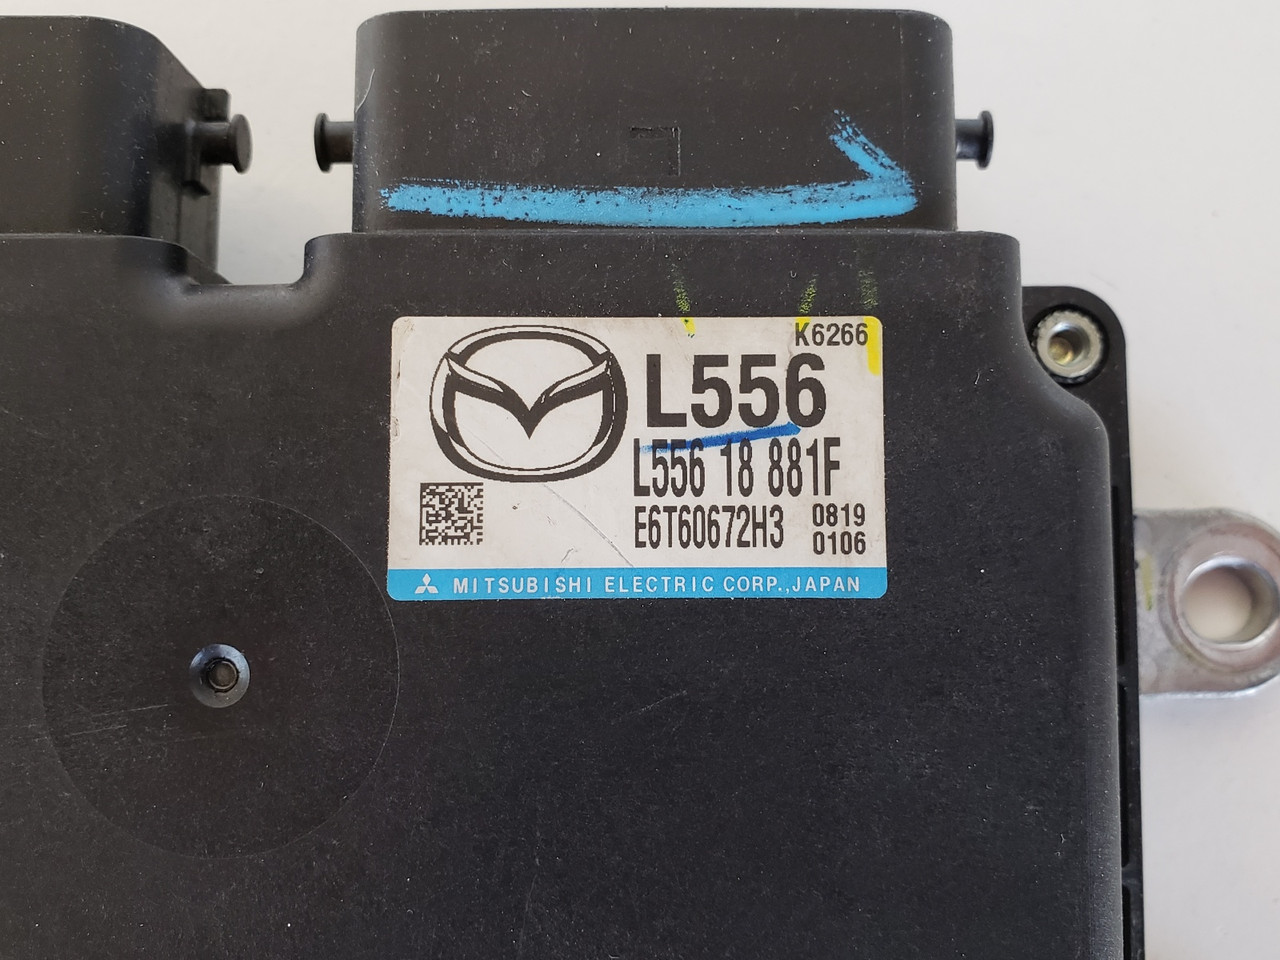 K6266
L556
L556 18 881F
E6T60672H3 0819
0106
MITSUBISHI ELECTRIC CORP.,JAPAN